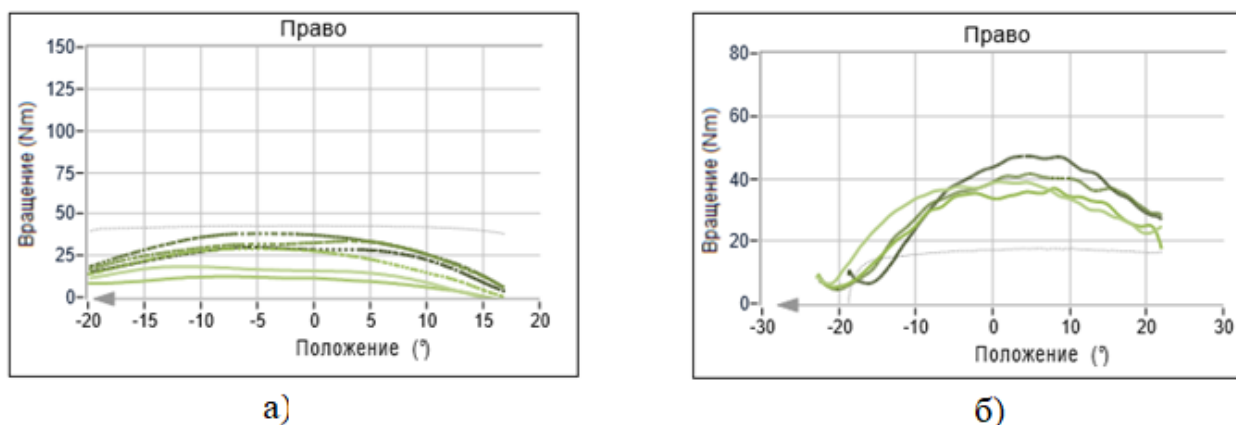 Право
150
125
100
75
50
25
0
Вращение (Nm)
-20 -15 -10 -5 0 5 10 15 20
Положение (°)
а)
Право
80
60
40
20
0
Вращение (Nm)
-30 -20 -10 0 10 20 30
Положение (°)
б)